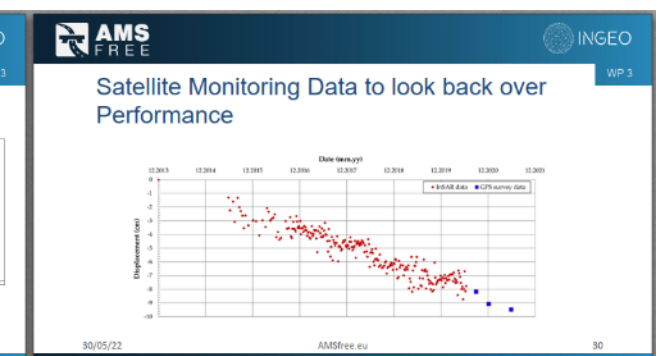 AMS
FREE
INGEO
3
WP 3
Satellite Monitoring Data to look back over
Performance
Date (mm.yy)
12.2013 12.2014 12.2015 12.2016 12.2017 12.2018 12.2019 12.2020 12.2021
InSAR data GPS survey data
0
-1
-2
-3
-4
-5
-6
-7
-8
-9
-10
Displacement (cm)
30/05/22 AMSfree.eu 30